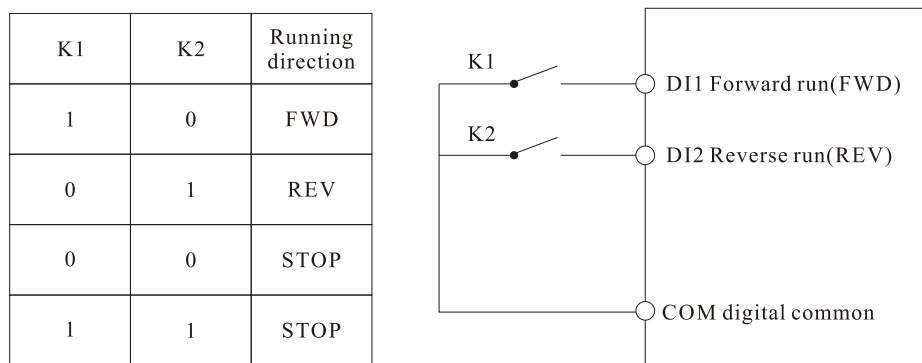 K1 K2 Running direction
1 0 FWD
0 1 REV
0 0 STOP
1 1 STOP
K1
DI1 Forward run(FWD)
K2
DI2 Reverse run(REV)
COM digital common